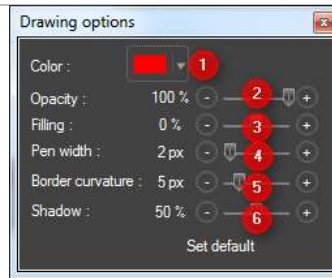 Drawing options
Color : 1
Opacity : 100 % - 2 +
Filling : 0 % - 3 +
Pen width : 2 px - 4 +
Border curvature : 5 px - 5 +
Shadow : 50 % - 6 +
Set default